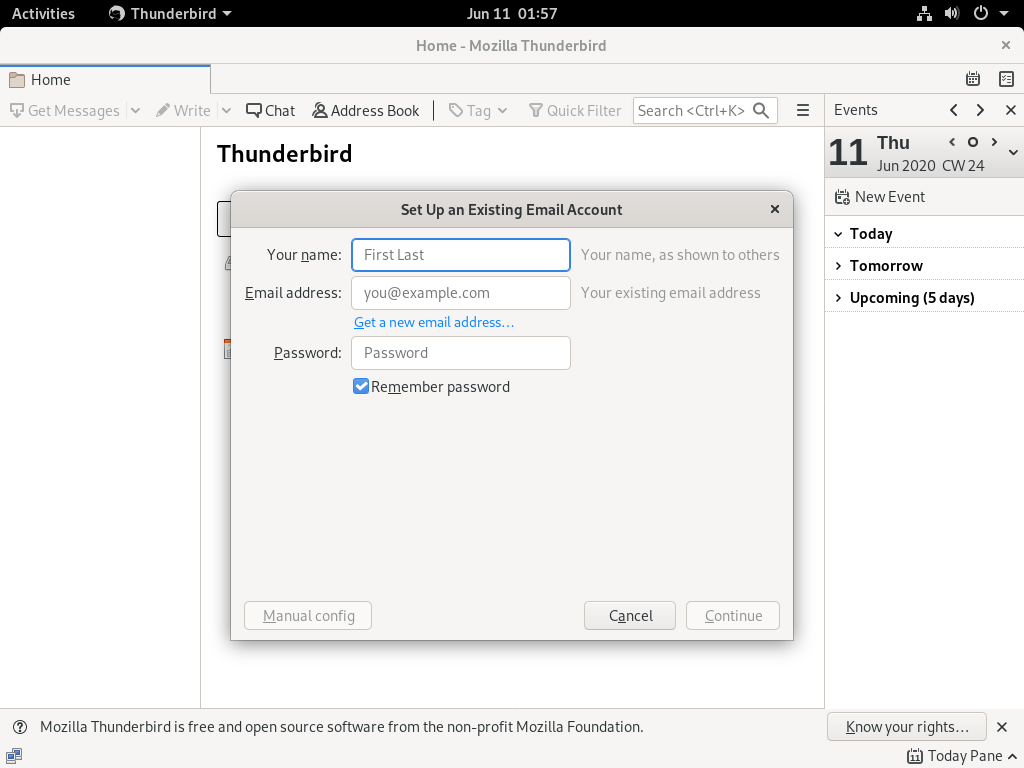 Activities Thunderbird Jun 11 01:57
Home - Mozilla Thunderbird
Home
Get Messages Write Chat Address Book Tag Quick Filter Search <Ctrl+K> Events
Thunderbird
11 Thu
Jun 2020 CW 24
New Event
Today
Tomorrow
Upcoming (5 days)
Set Up an Existing Email Account
Your name: First Last Your name, as shown to others
Email address: you@example.com Your existing email address
Get a new email address…
Password: Password
Remember password
Manual config Cancel Continue
Mozilla Thunderbird is free and open source software from the non-profit Mozilla Foundation. Know your rights…
11 Today Pane